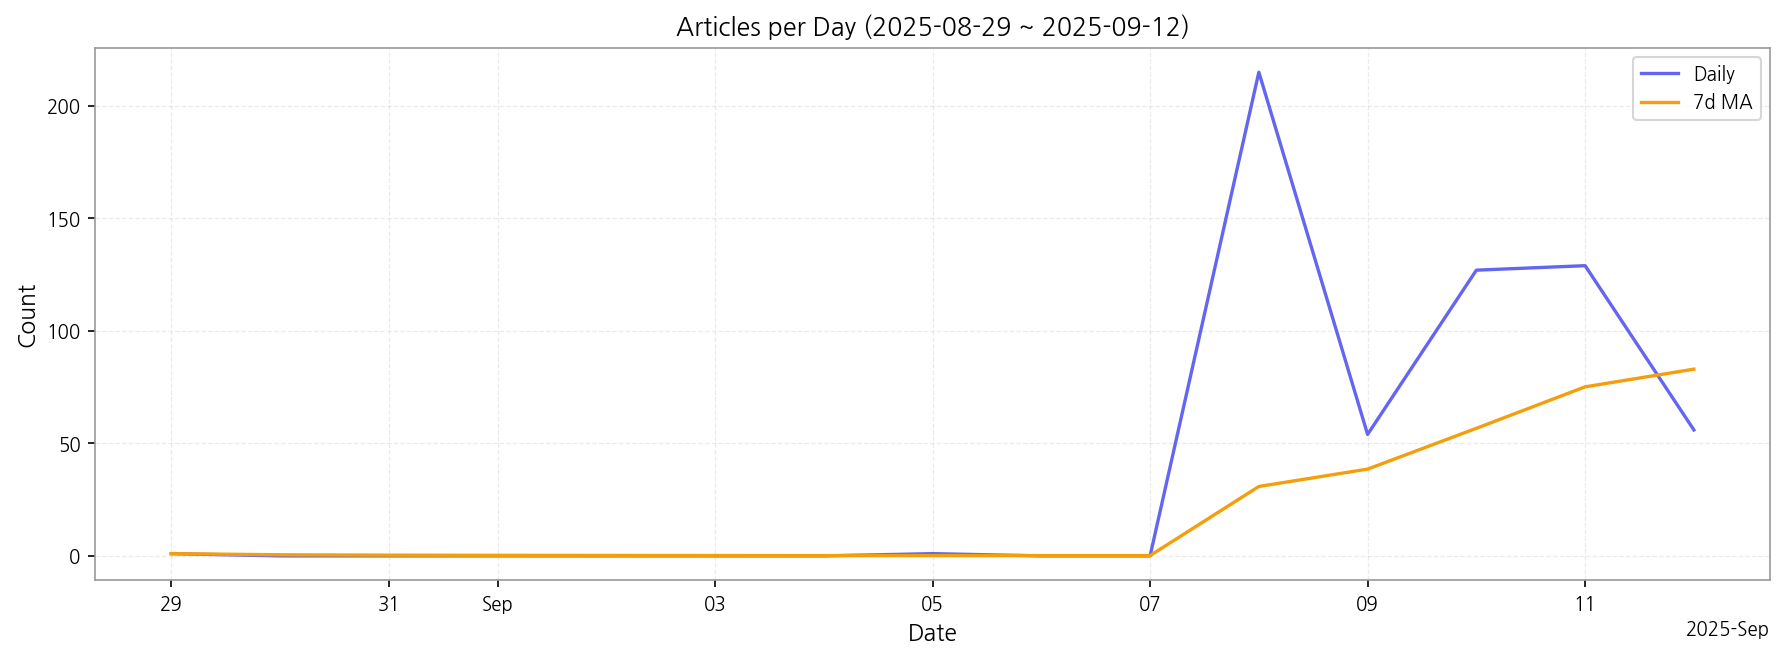 Articles per Day (2025-08-29 ~ 2025-09-12)
Daily
7d MA
Count
200
150
100
50
0
29
31
Sep
03
05
07
09
11
Date
2025-Sep